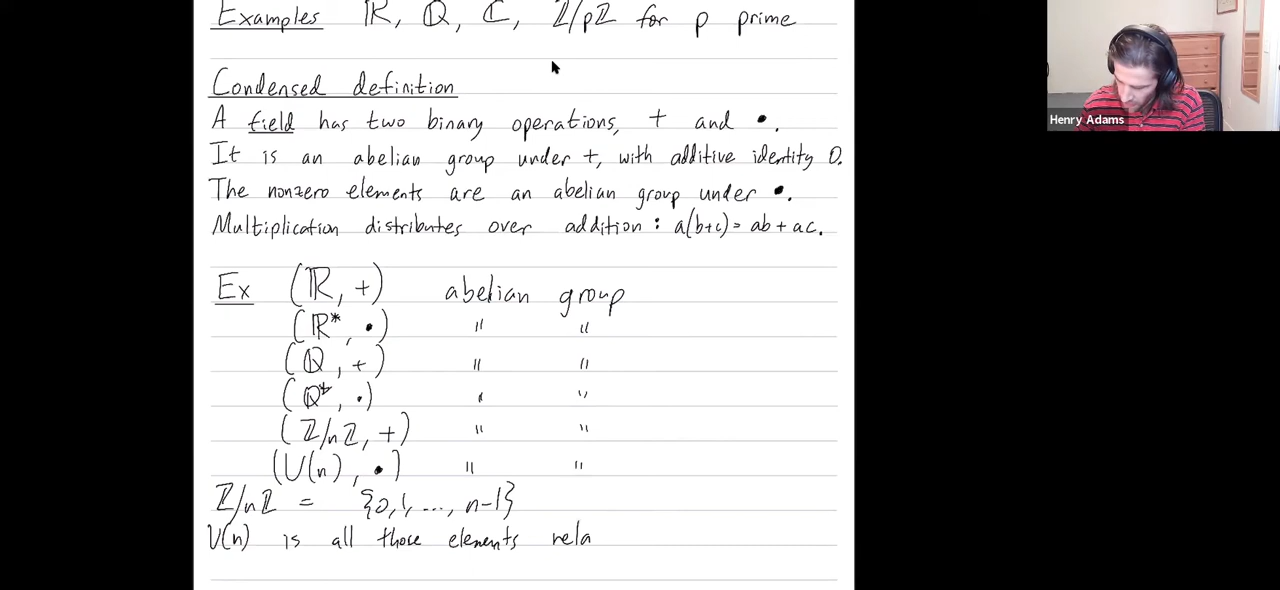 Examples ℝ, ℚ, ℂ, ℤ/pℤ for p prime
Condensed definition
A field has two binary operations, + and •.
It is an abelian group under +, with additive identity 0.
The nonzero elements are an abelian group under •.
Multiplication distributes over addition : a(b+c) = ab + ac.
Ex (ℝ, +) abelian group
(ℝ*, •) " "
(ℚ, +) " "
(ℚ*, •) " "
(ℤ/nℤ, +) " "
(U(n), •) " "
ℤ/nℤ = {0, 1, ..., n-1}
U(n) is all those elements rela
Henry Adams